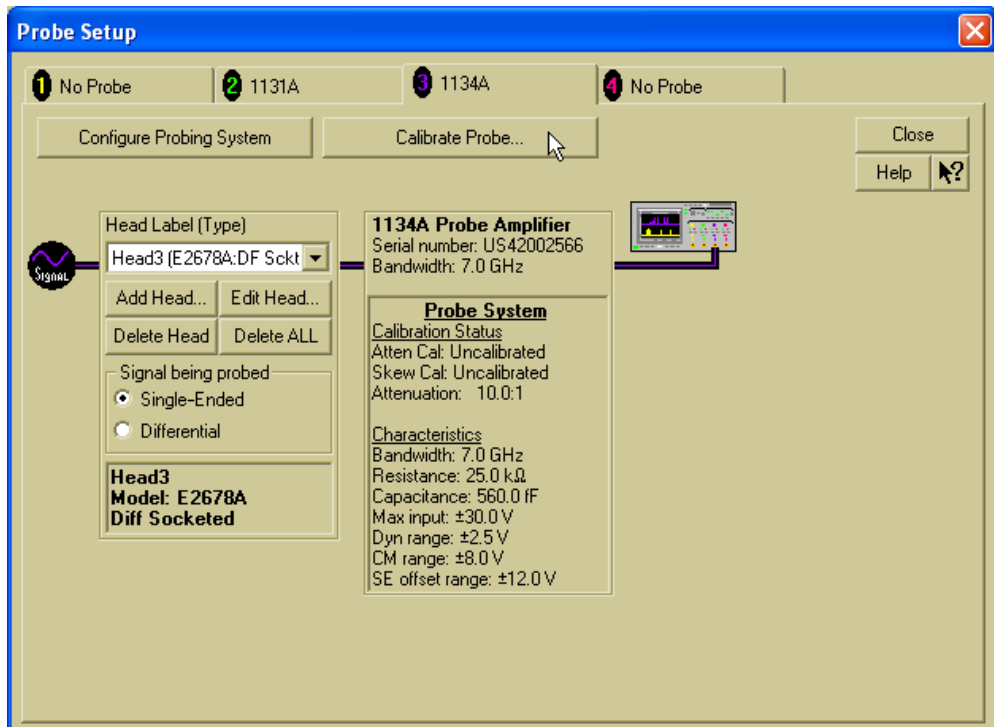 Probe Setup
1 No Probe
2 1131A
3 1134A
4 No Probe
Configure Probing System
Calibrate Probe...
Close
Help
?
Signal
Head Label (Type)
Head3 (E2678A:DF Sckt
Add Head...
Edit Head...
Delete Head
Delete ALL
Signal being probed
Single-Ended
Differential
Head3
Model: E2678A
Diff Socketed
1134A Probe Amplifier
Serial number: US42002566
Bandwidth: 7.0 GHz
Probe System
Calibration Status
Atten Cal: Uncalibrated
Skew Cal: Uncalibrated
Attenuation: 10.0:1
Characteristics
Bandwidth: 7.0 GHz
Resistance: 25.0 kΩ
Capacitance: 560.0 fF
Max input: ±30.0 V
Dyn range: ±2.5 V
CM range: ±8.0 V
SE offset range: ±12.0 V